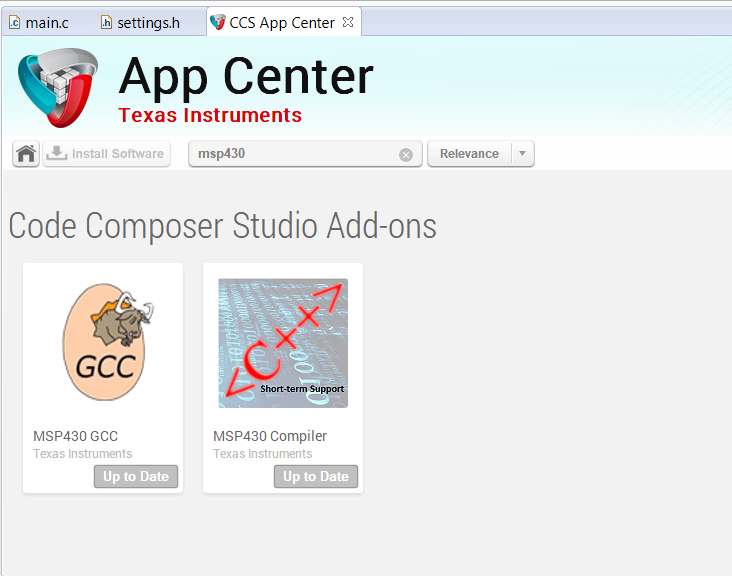 main.c
settings.h
CCS App Center
App Center
Texas Instruments
Install Software
msp430
Relevance
Code Composer Studio Add-ons
GCC
C++
Short-term Support
MSP430 GCC
Texas Instruments
Up to Date
MSP430 Compiler
Texas Instruments
Up to Date